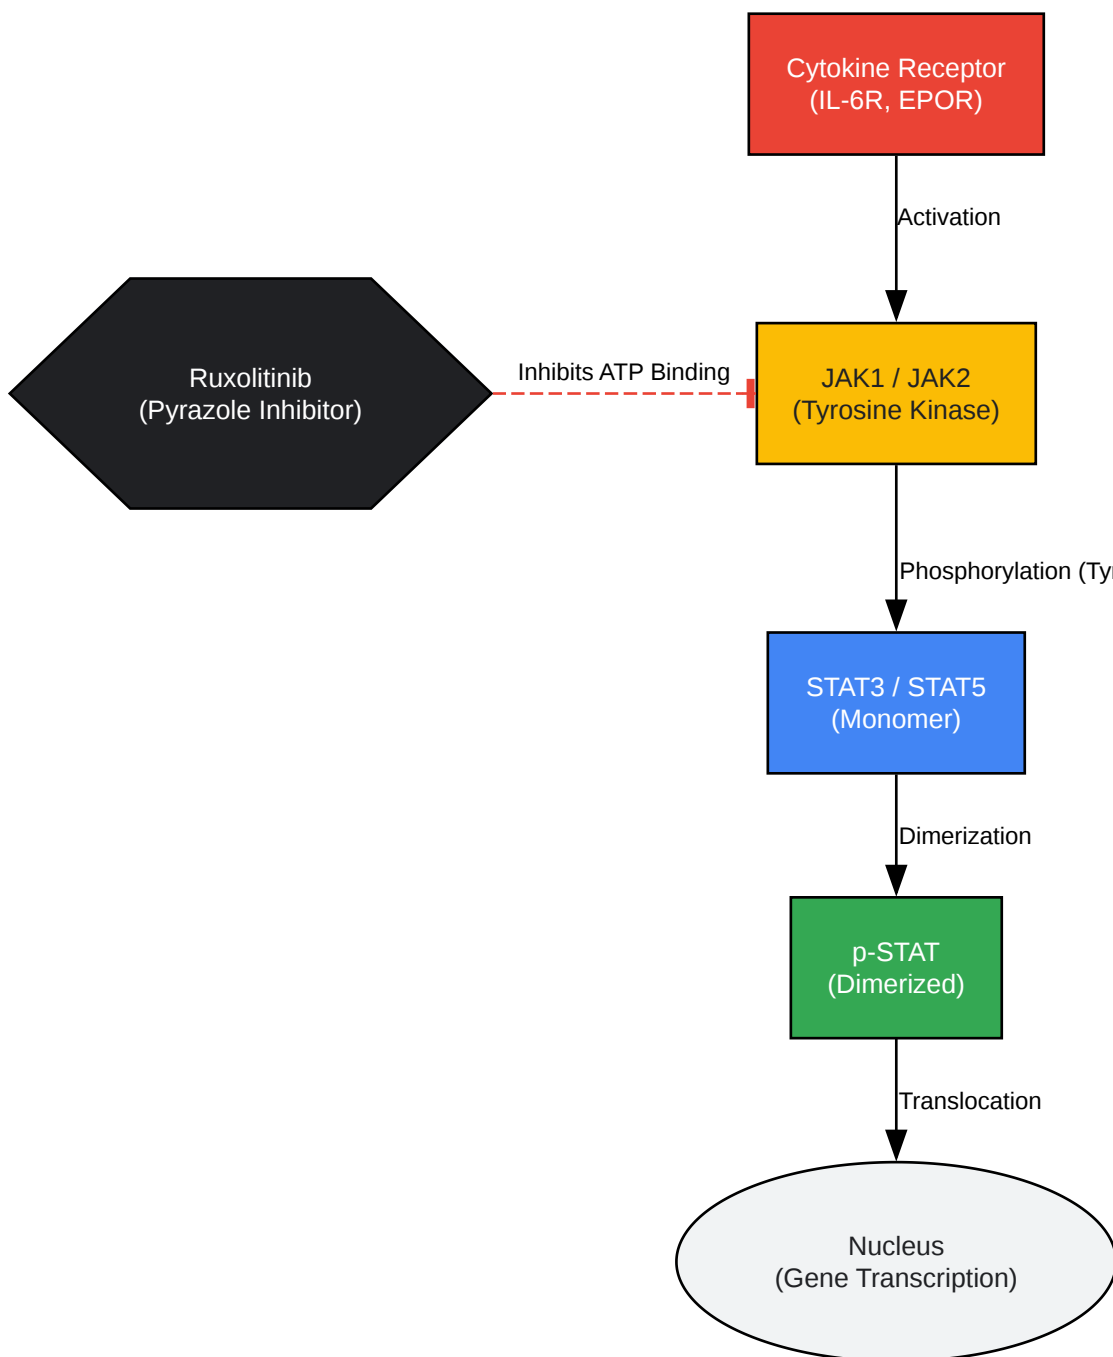 Cytokine Receptor
(IL-6R, EPOR)
Activation
Ruxolitinib
(Pyrazole Inhibitor)
Inhibits ATP Binding
JAK1 / JAK2
(Tyrosine Kinase)
Phosphorylation (Tyr
STAT3 / STAT5
(Monomer)
Dimerization
p-STAT
(Dimerized)
Translocation
Nucleus
(Gene Transcription)